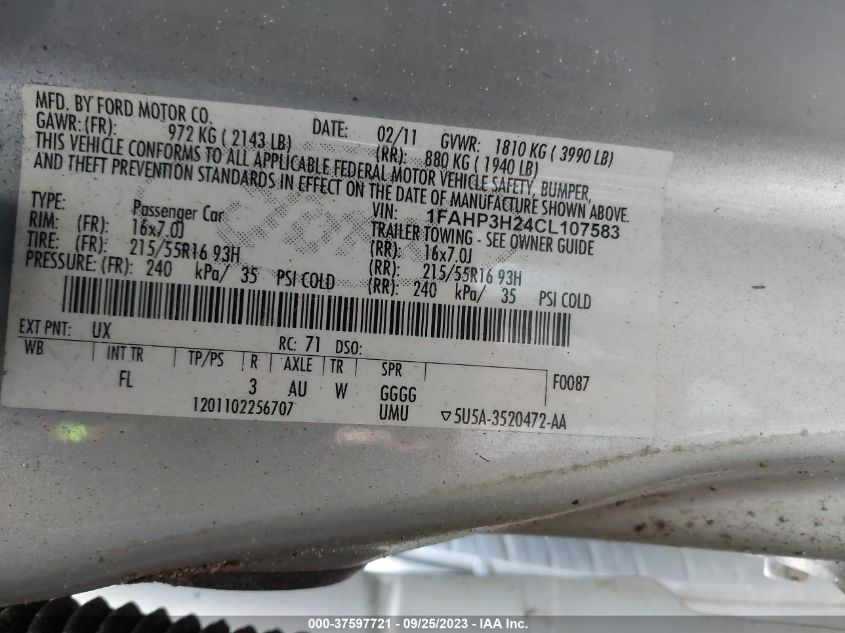 MFD. BY FORD MOTOR CO.
DATE: 02/11 GVWR: 1810 KG ( 3990 LB)
GAWR:(FR): 972 KG ( 2143 LB) (RR): 880 KG ( 1940 LB)
THIS VEHICLE CONFORMS TO ALL APPLICABLE FEDERAL MOTOR VEHICLE SAFETY, BUMPER,
AND THEFT PREVENTION STANDARDS IN EFFECT ON THE DATE OF MANUFACTURE SHOWN ABOVE.
VIN: 1FAHP3H24CL107583
TYPE: Passenger Car TRAILER TOWING - SEE OWNER GUIDE
RIM: (FR): 16x7.0J (RR): 16x7.0J
TIRE: (FR): 215/55R16 93H (RR): 215/55R16 93H
PRESSURE: (FR): 240 kPa/ 35 PSI COLD (RR): 240 kPa/ 35 PSI COLD
EXT PNT: UX RC: 71 DSO:
WB INT TR TP/PS R AXLE TR SPR F0087
FL 3 AU W GGGG
1201102256707 UMU ▽5U5A-3520472-AA
000-37597721 - 09/25/2023 - IAA Inc.